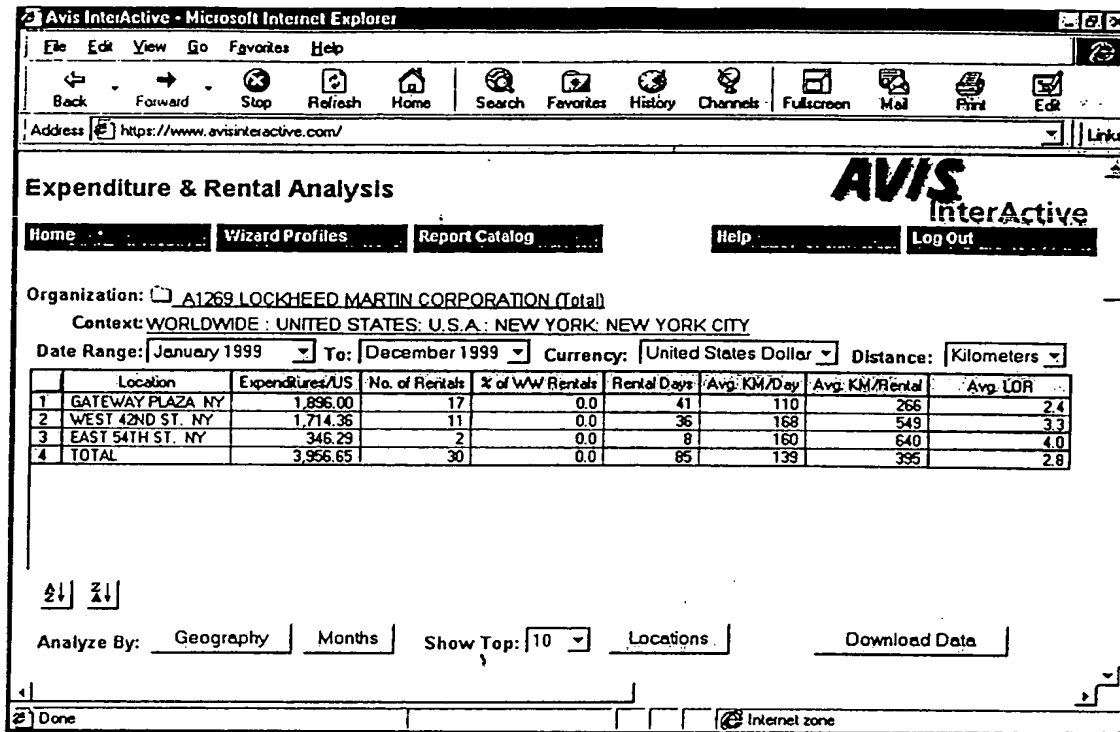 Avis InterActive - Microsoft Internet Explorer
File Edit View Go Favorites Help
Back Forward Stop Refresh Home Search Favorites History Channels Fullscreen Mail Print Edit
Address https://www.avisinteractive.com/ Links
Expenditure & Rental Analysis
AVIS
InterActive
Home Wizard Profiles Report Catalog Help Log Out
Organization: A1269 LOCKHEED MARTIN CORPORATION (Total)
Context: WORLDWIDE : UNITED STATES: U.S.A.: NEW YORK: NEW YORK CITY
Date Range: January 1999 To: December 1999 Currency: United States Dollar Distance: Kilometers
Location Expenditures/US No. of Rentals % of WW Rentals Rental Days Avg. KM/Day Avg. KM/Rental Avg. LOR
1 GATEWAY PLAZA NY 1,896.00 17 0.0 41 110 266 2.4
2 WEST 42ND ST. NY 1,714.36 11 0.0 36 168 549 3.3
3 EAST 54TH ST. NY 346.29 2 0.0 8 160 640 4.0
4 TOTAL 3,956.65 30 0.0 85 139 395 2.8
Analyze By: Geography Months Show Top: 10 Locations Download Data
Done Internet zone